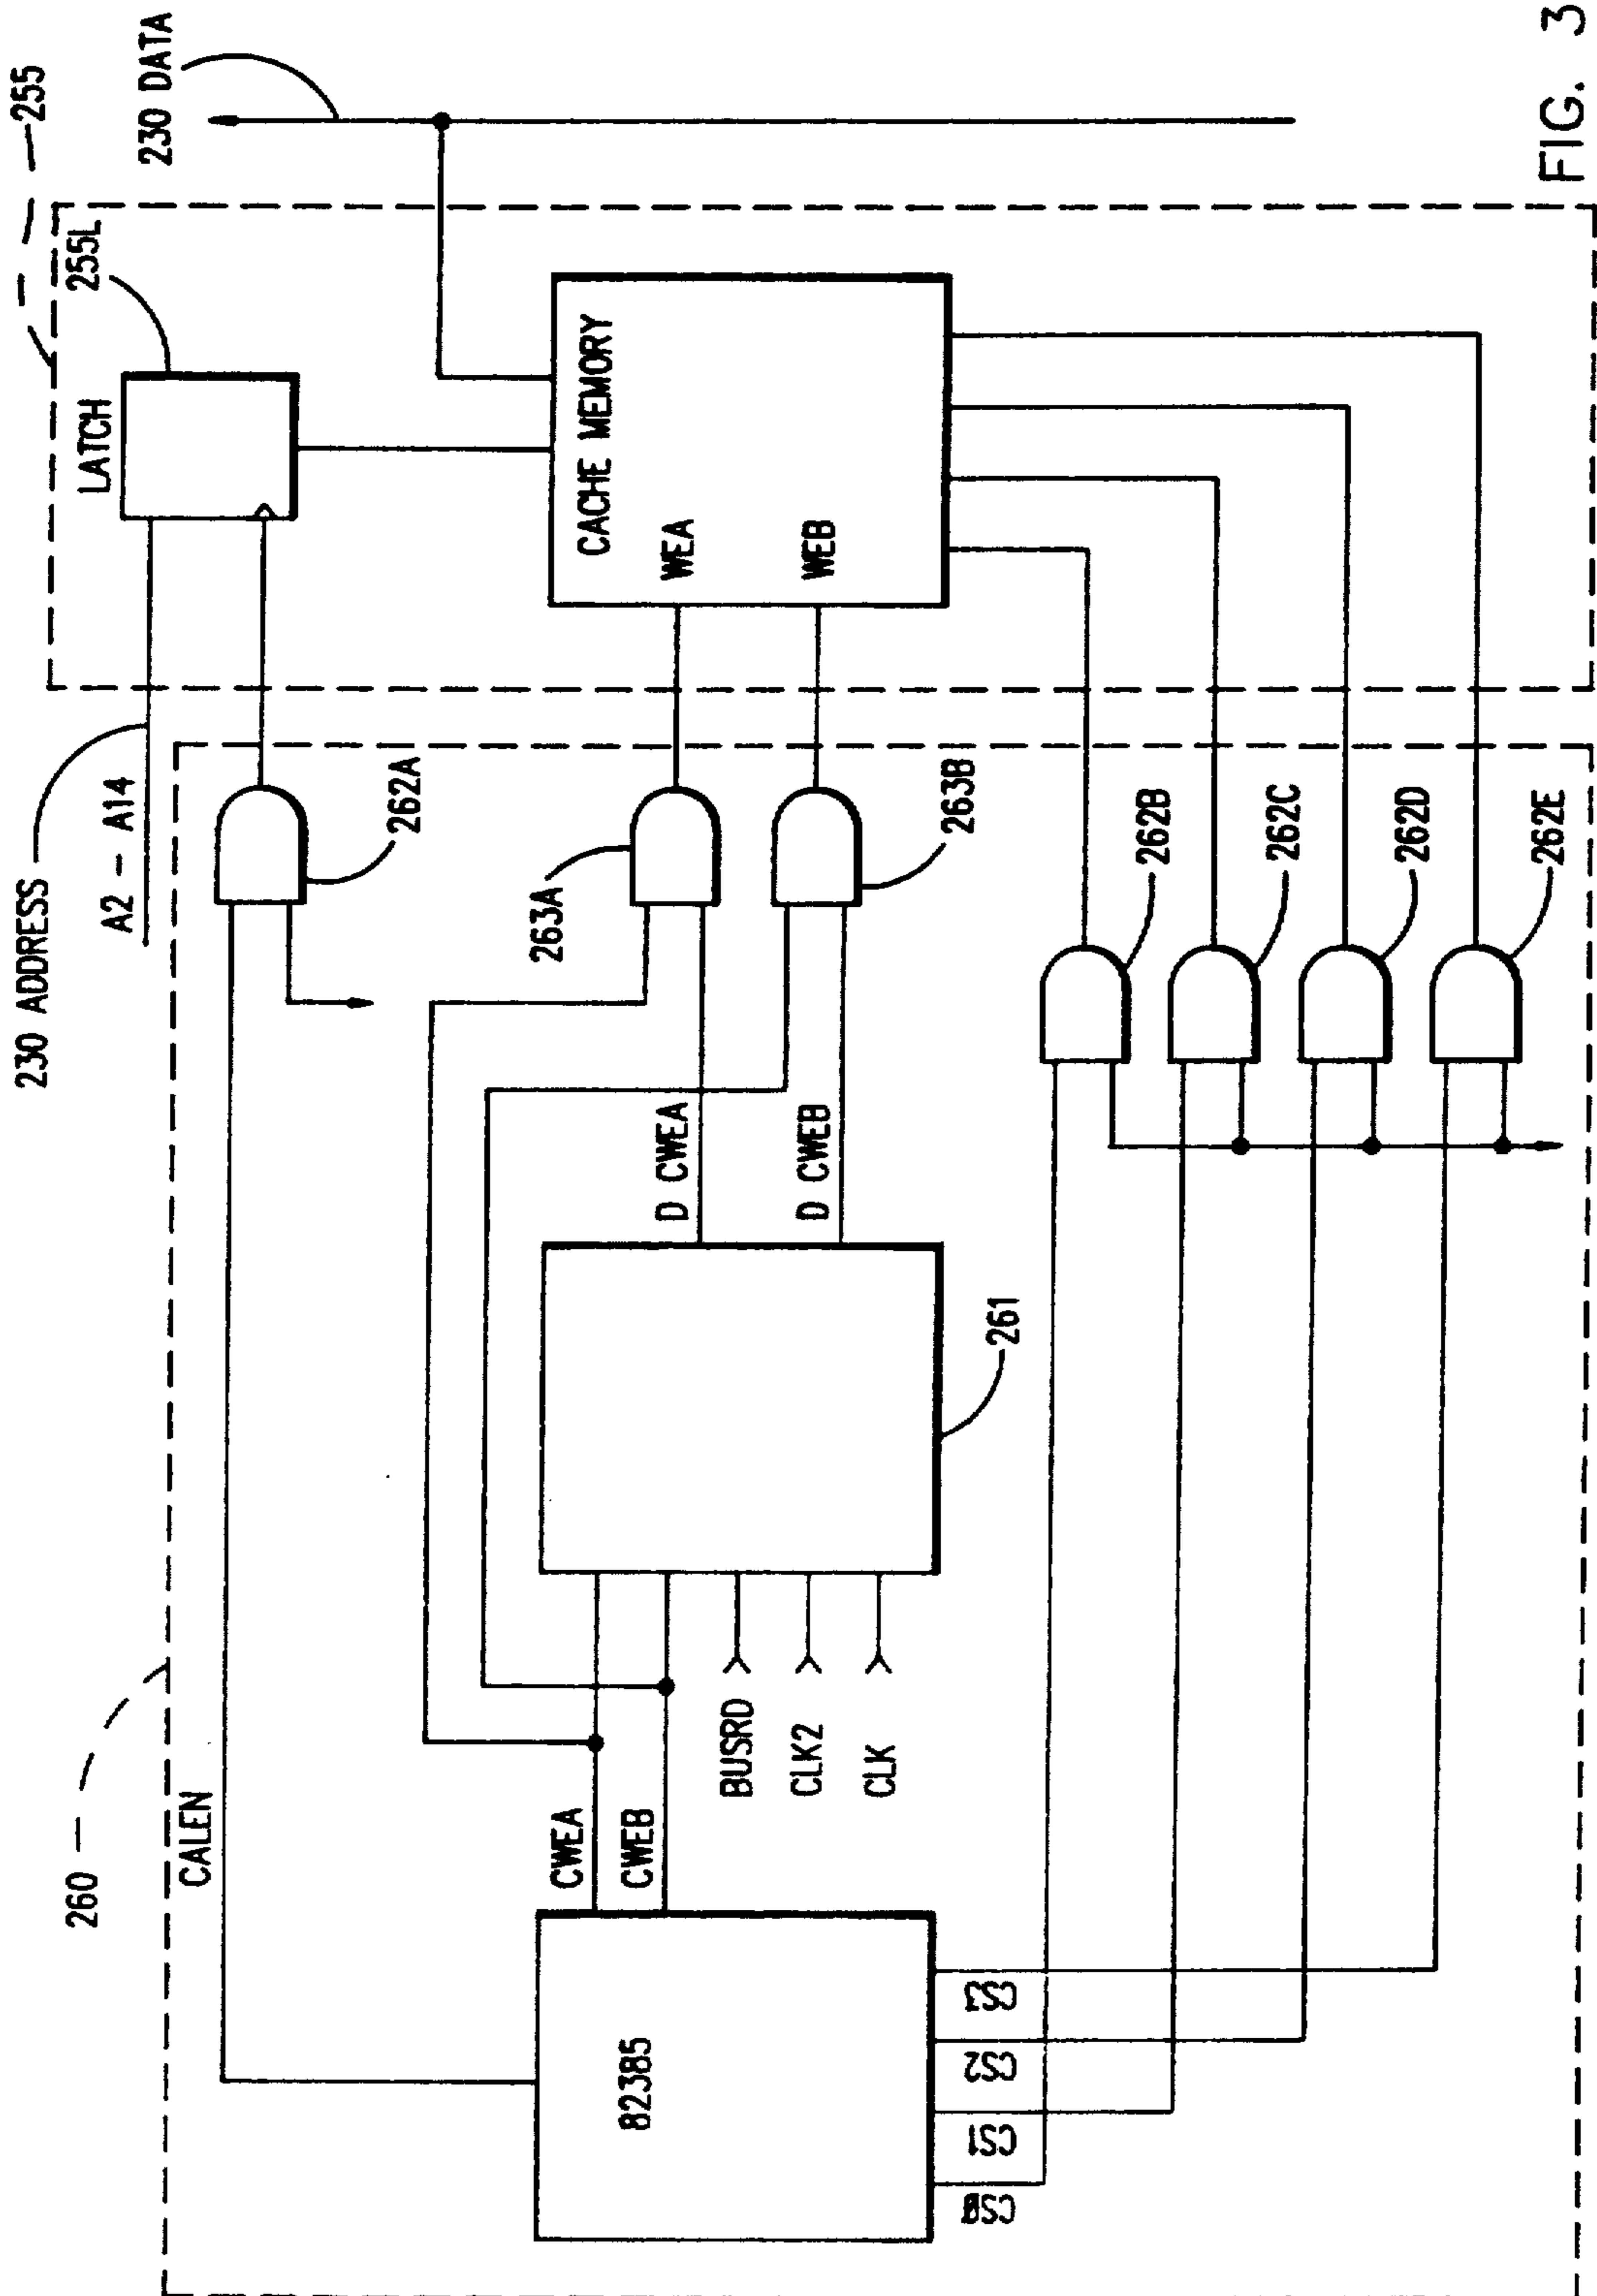 255
230 DATA
230 ADDRESS
A2 - A14
LATCH
255L
262A
260
CALEN
CACHE MEMORY
WEA
WEB
263A
263B
D CWEA
D CWEB
CWEA
CWEB
BUSRD
CLK2
CLK
261
82385
CS0
CS1
CS2
CS3
262B
262C
262D
262E
FIG. 3